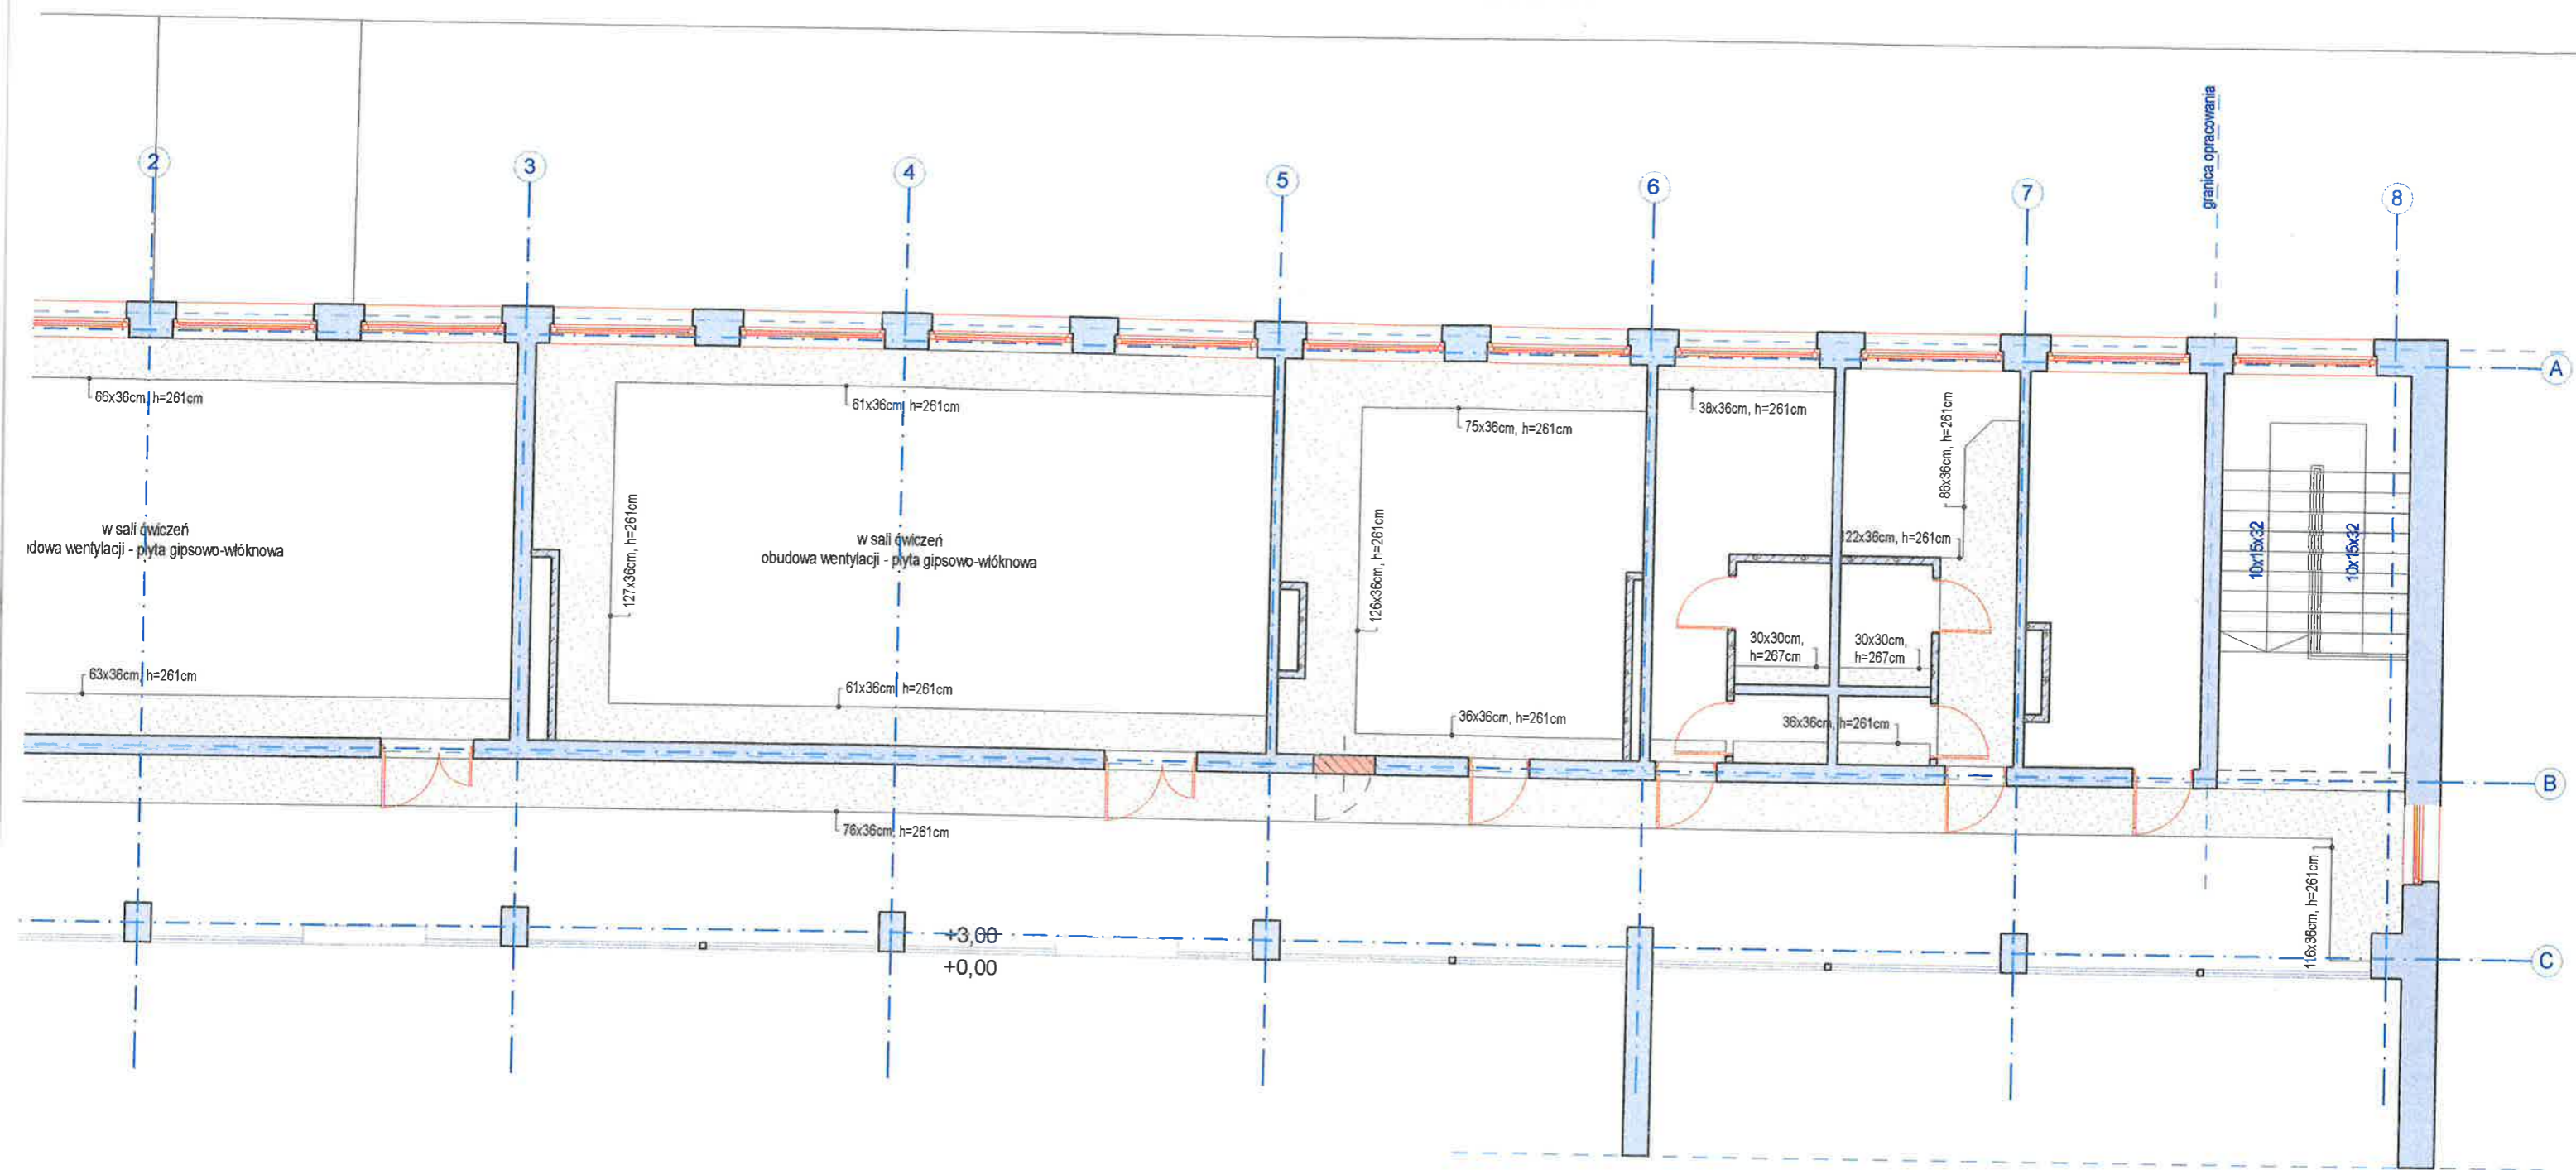 granica opracowania
2
3
4
5
6
7
8
A
66x36cm, h=261cm
61x36cm, h=261cm
75x36cm, h=261cm
38x36cm, h=261cm
86x36cm, h=261cm
w sali ćwiczeń
dowa wentylacji - płyta gipsowo-włóknowa
127x36cm, h=261cm
w sali ćwiczeń
obudowa wentylacji - płyta gipsowo-włóknowa
126x36cm, h=261cm
22x36cm, h=261cm
10x15x32
10x15x32
30x30cm,
h=267cm
30x30cm,
h=267cm
63x36cm, h=261cm
61x36cm, h=261cm
36x36cm, h=261cm
36x36cm, h=261cm
B
76x36cm, h=261cm
116x36cm, h=261cm
+3,00
+0,00
C